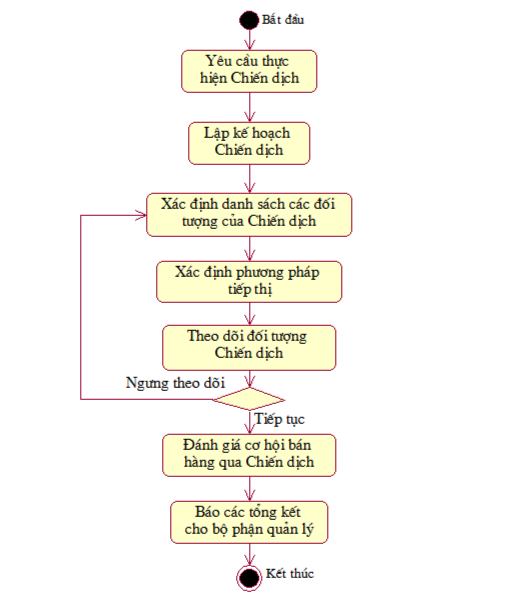 Bắt đầu
Yêu cầu thực
hiện Chiến dịch
Lập kế hoạch
Chiến dịch
Xác định danh sách các đối
tượng của Chiến dịch
Xác định phương pháp
tiếp thị
Theo dõi đối tượng
Chiến dịch
Ngưng theo dõi
Tiếp tục
Đánh giá cơ hội bán
hàng qua Chiến dịch
Báo các tổng kết
cho bộ phận quản lý
Kết thúc